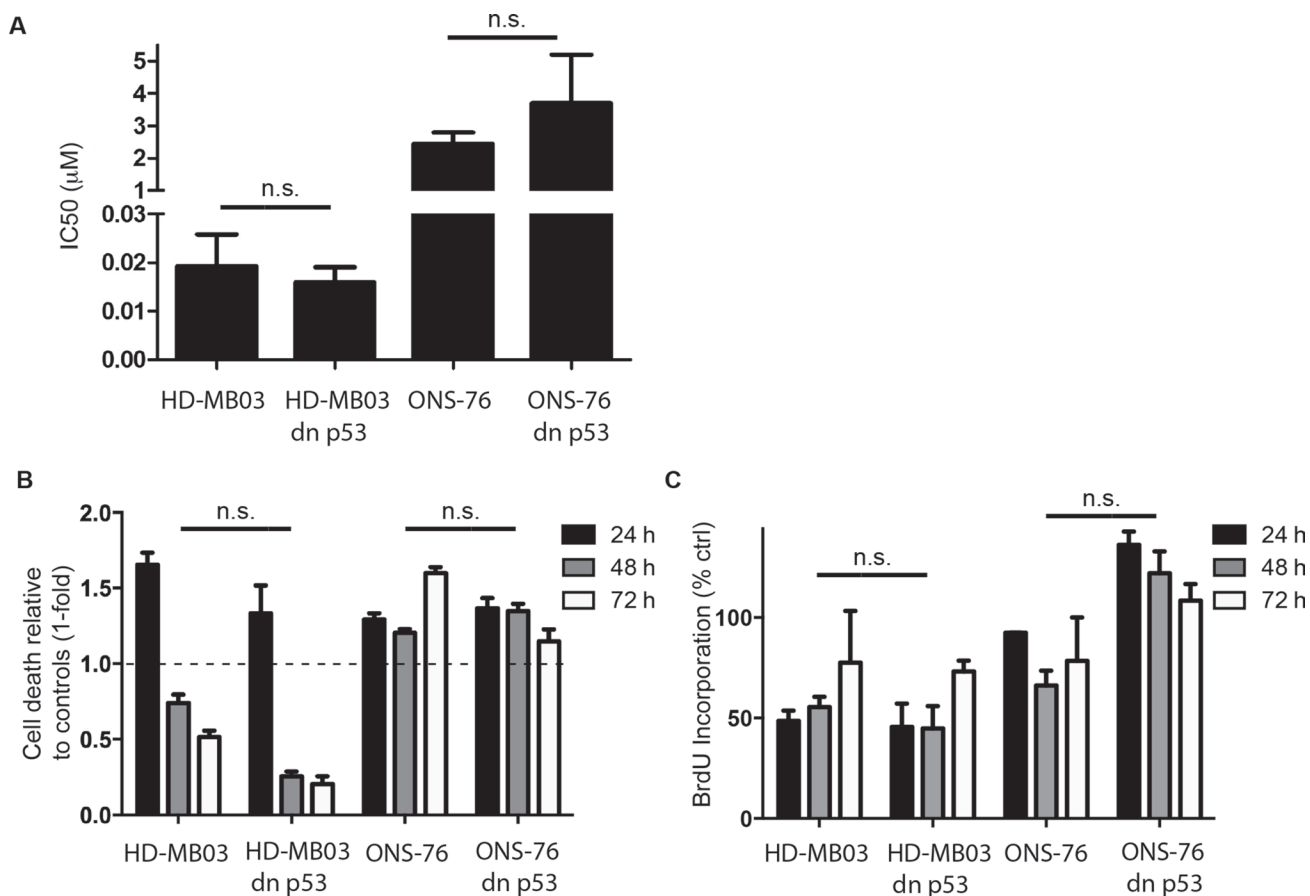 A
n.s.
n.s.
IC50 (μM)
5
4
3
2
1
0.03
0.02
0.01
0.00
HD-MB03
HD-MB03
dn p53
ONS-76
ONS-76
dn p53
B
n.s.
n.s.
24 h
48 h
72 h
Cell death relative
to controls (1-fold)
2.0
1.5
1.0
0.5
0.0
HD-MB03
HD-MB03
dn p53
ONS-76
ONS-76
dn p53
C
n.s.
n.s.
24 h
48 h
72 h
BrdU Incorporation (% ctrl)
100
50
0
HD-MB03
HD-MB03
dn p53
ONS-76
ONS-76
dn p53